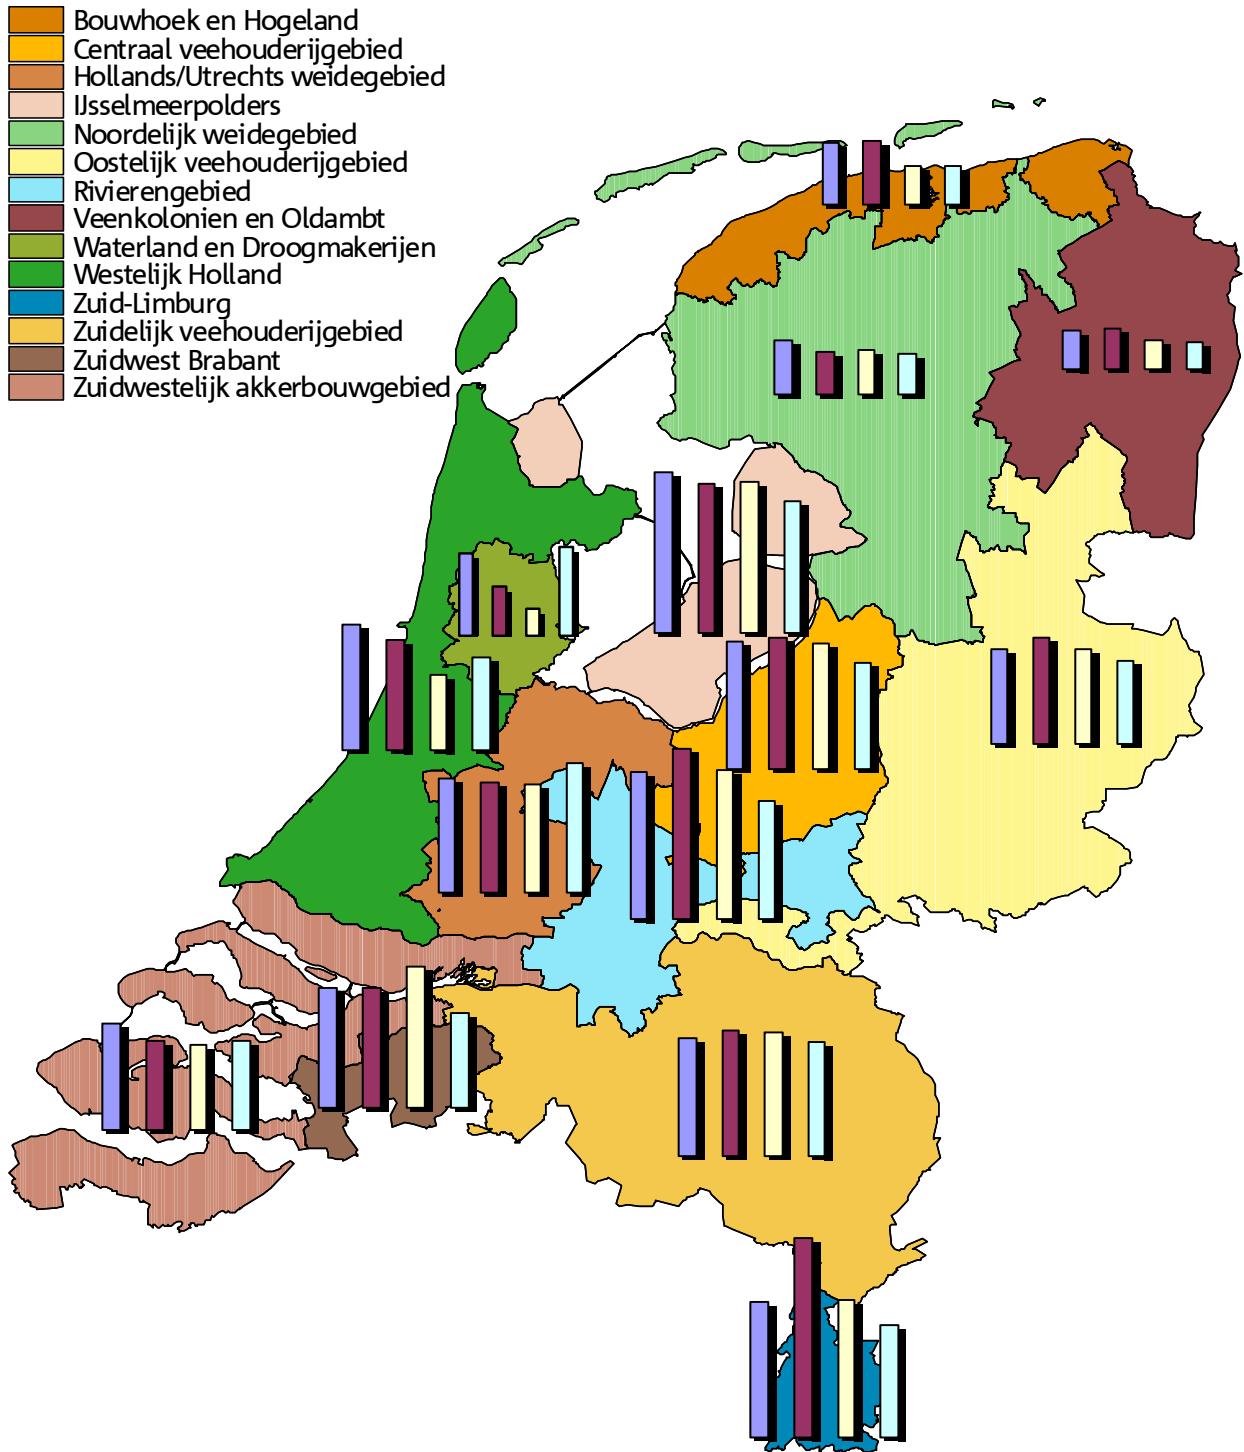 Bouwhoek en Hogeland
Centraal veehouderijgebied
Hollands/Utrechts weidegebied
IJsselmeerpolders
Noordelijk weidegebied
Oostelijk veehouderijgebied
Rivierengebied
Veenkolonien en Oldambt
Waterland en Droogmakerijen
Westelijk Holland
Zuid-Limburg
Zuidelijk veehouderijgebied
Zuidwest Brabant
Zuidwestelijk akkerbouwgebied